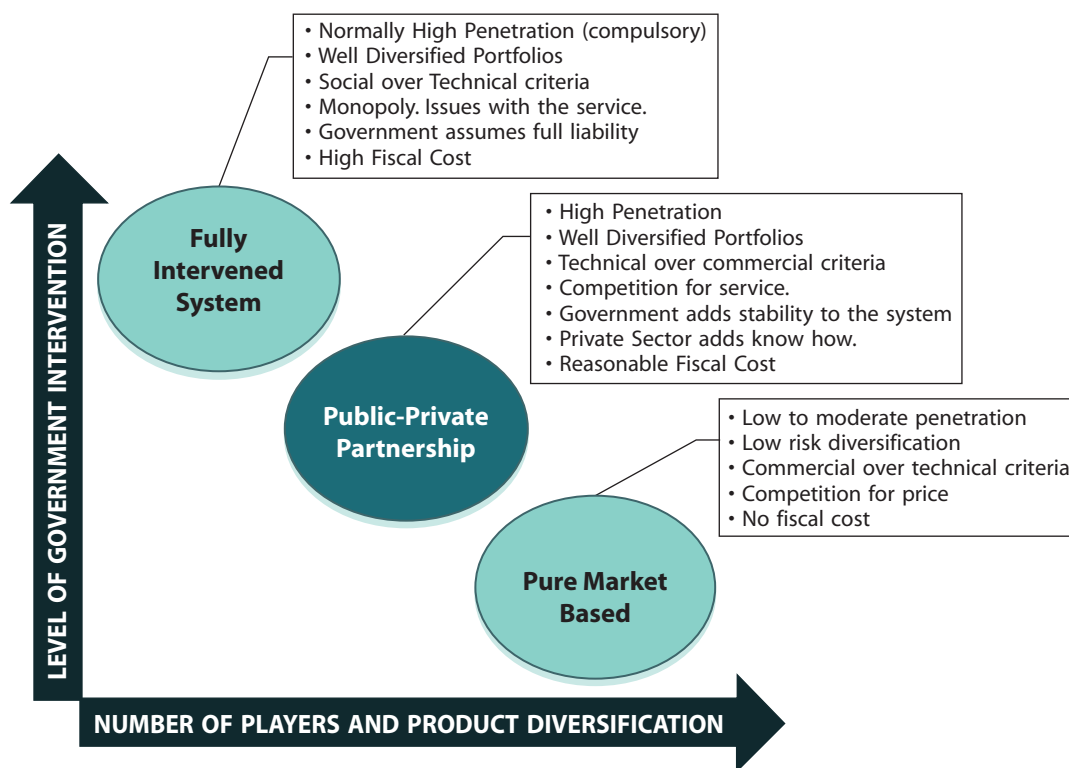 • Normally High Penetration (compulsory)
• Well Diversified Portfolios
• Social over Technical criteria
• Monopoly. Issues with the service.
• Government assumes full liability
• High Fiscal Cost
Fully
Intervened
System
• High Penetration
• Well Diversified Portfolios
• Technical over commercial criteria
• Competition for service.
• Government adds stability to the system
• Private Sector adds know how.
• Reasonable Fiscal Cost
Public-Private
Partnership
• Low to moderate penetration
• Low risk diversification
• Commercial over technical criteria
• Competition for price
• No fiscal cost
Pure Market
Based
LEVEL OF GOVERNMENT INTERVENTION
NUMBER OF PLAYERS AND PRODUCT DIVERSIFICATION